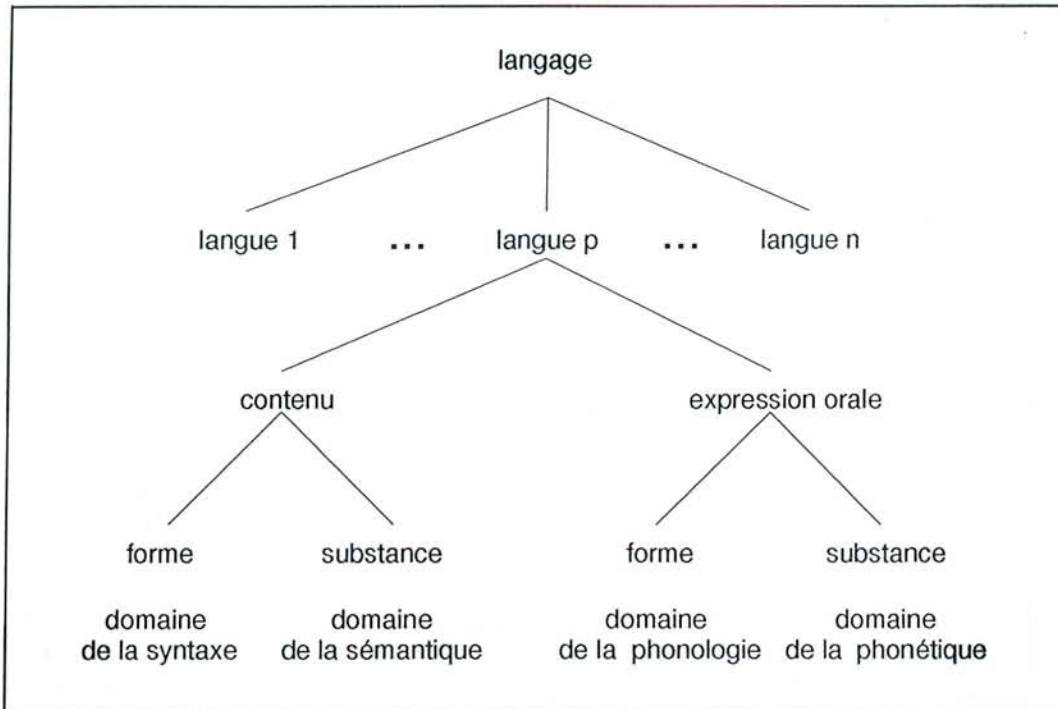 langage
langue 1 ... langue p ... langue n
contenu expression orale
forme substance forme substance
domaine domaine domaine domaine
de la syntaxe de la sémantique de la phonologie de la phonétique